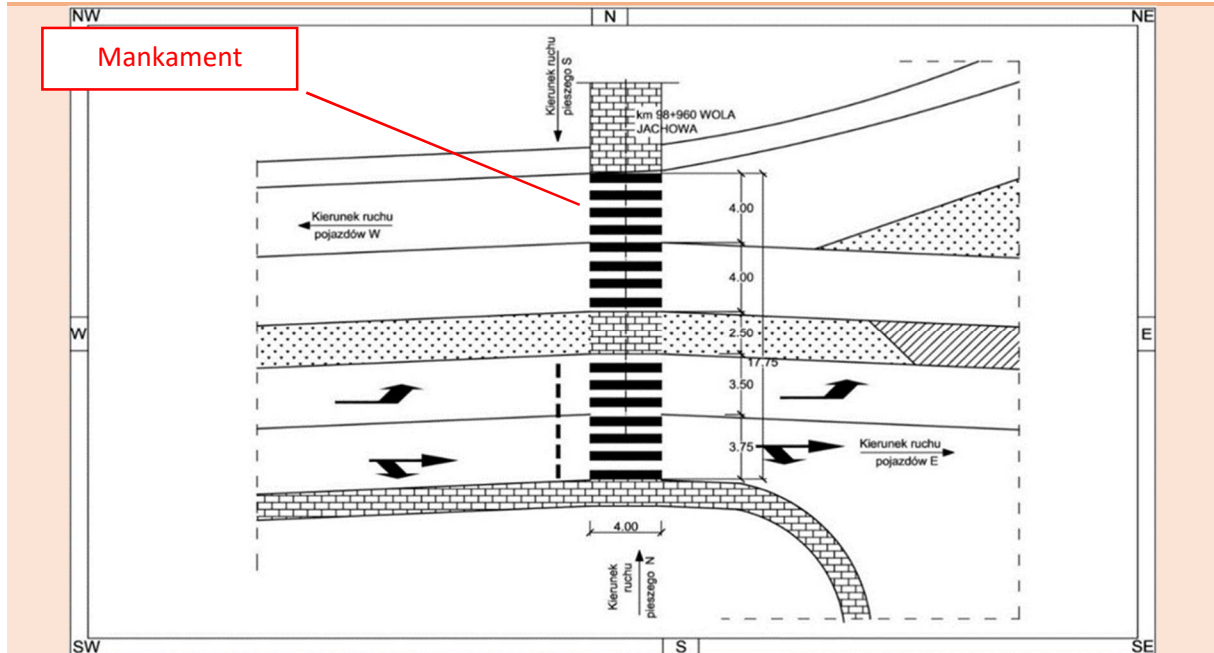 NW
N
NE
Mankament
Kierunek ruchu
pieszego S
km 98+960 WOLA
JACHOWA
4.00
Kierunek ruchu
pojazdów W
4.00
W
2.50
E
17.75
3.50
3.75
Kierunek ruchu
pojazdów E
4.00
Kierunek
ruchu
pieszego N
SW
S
SE